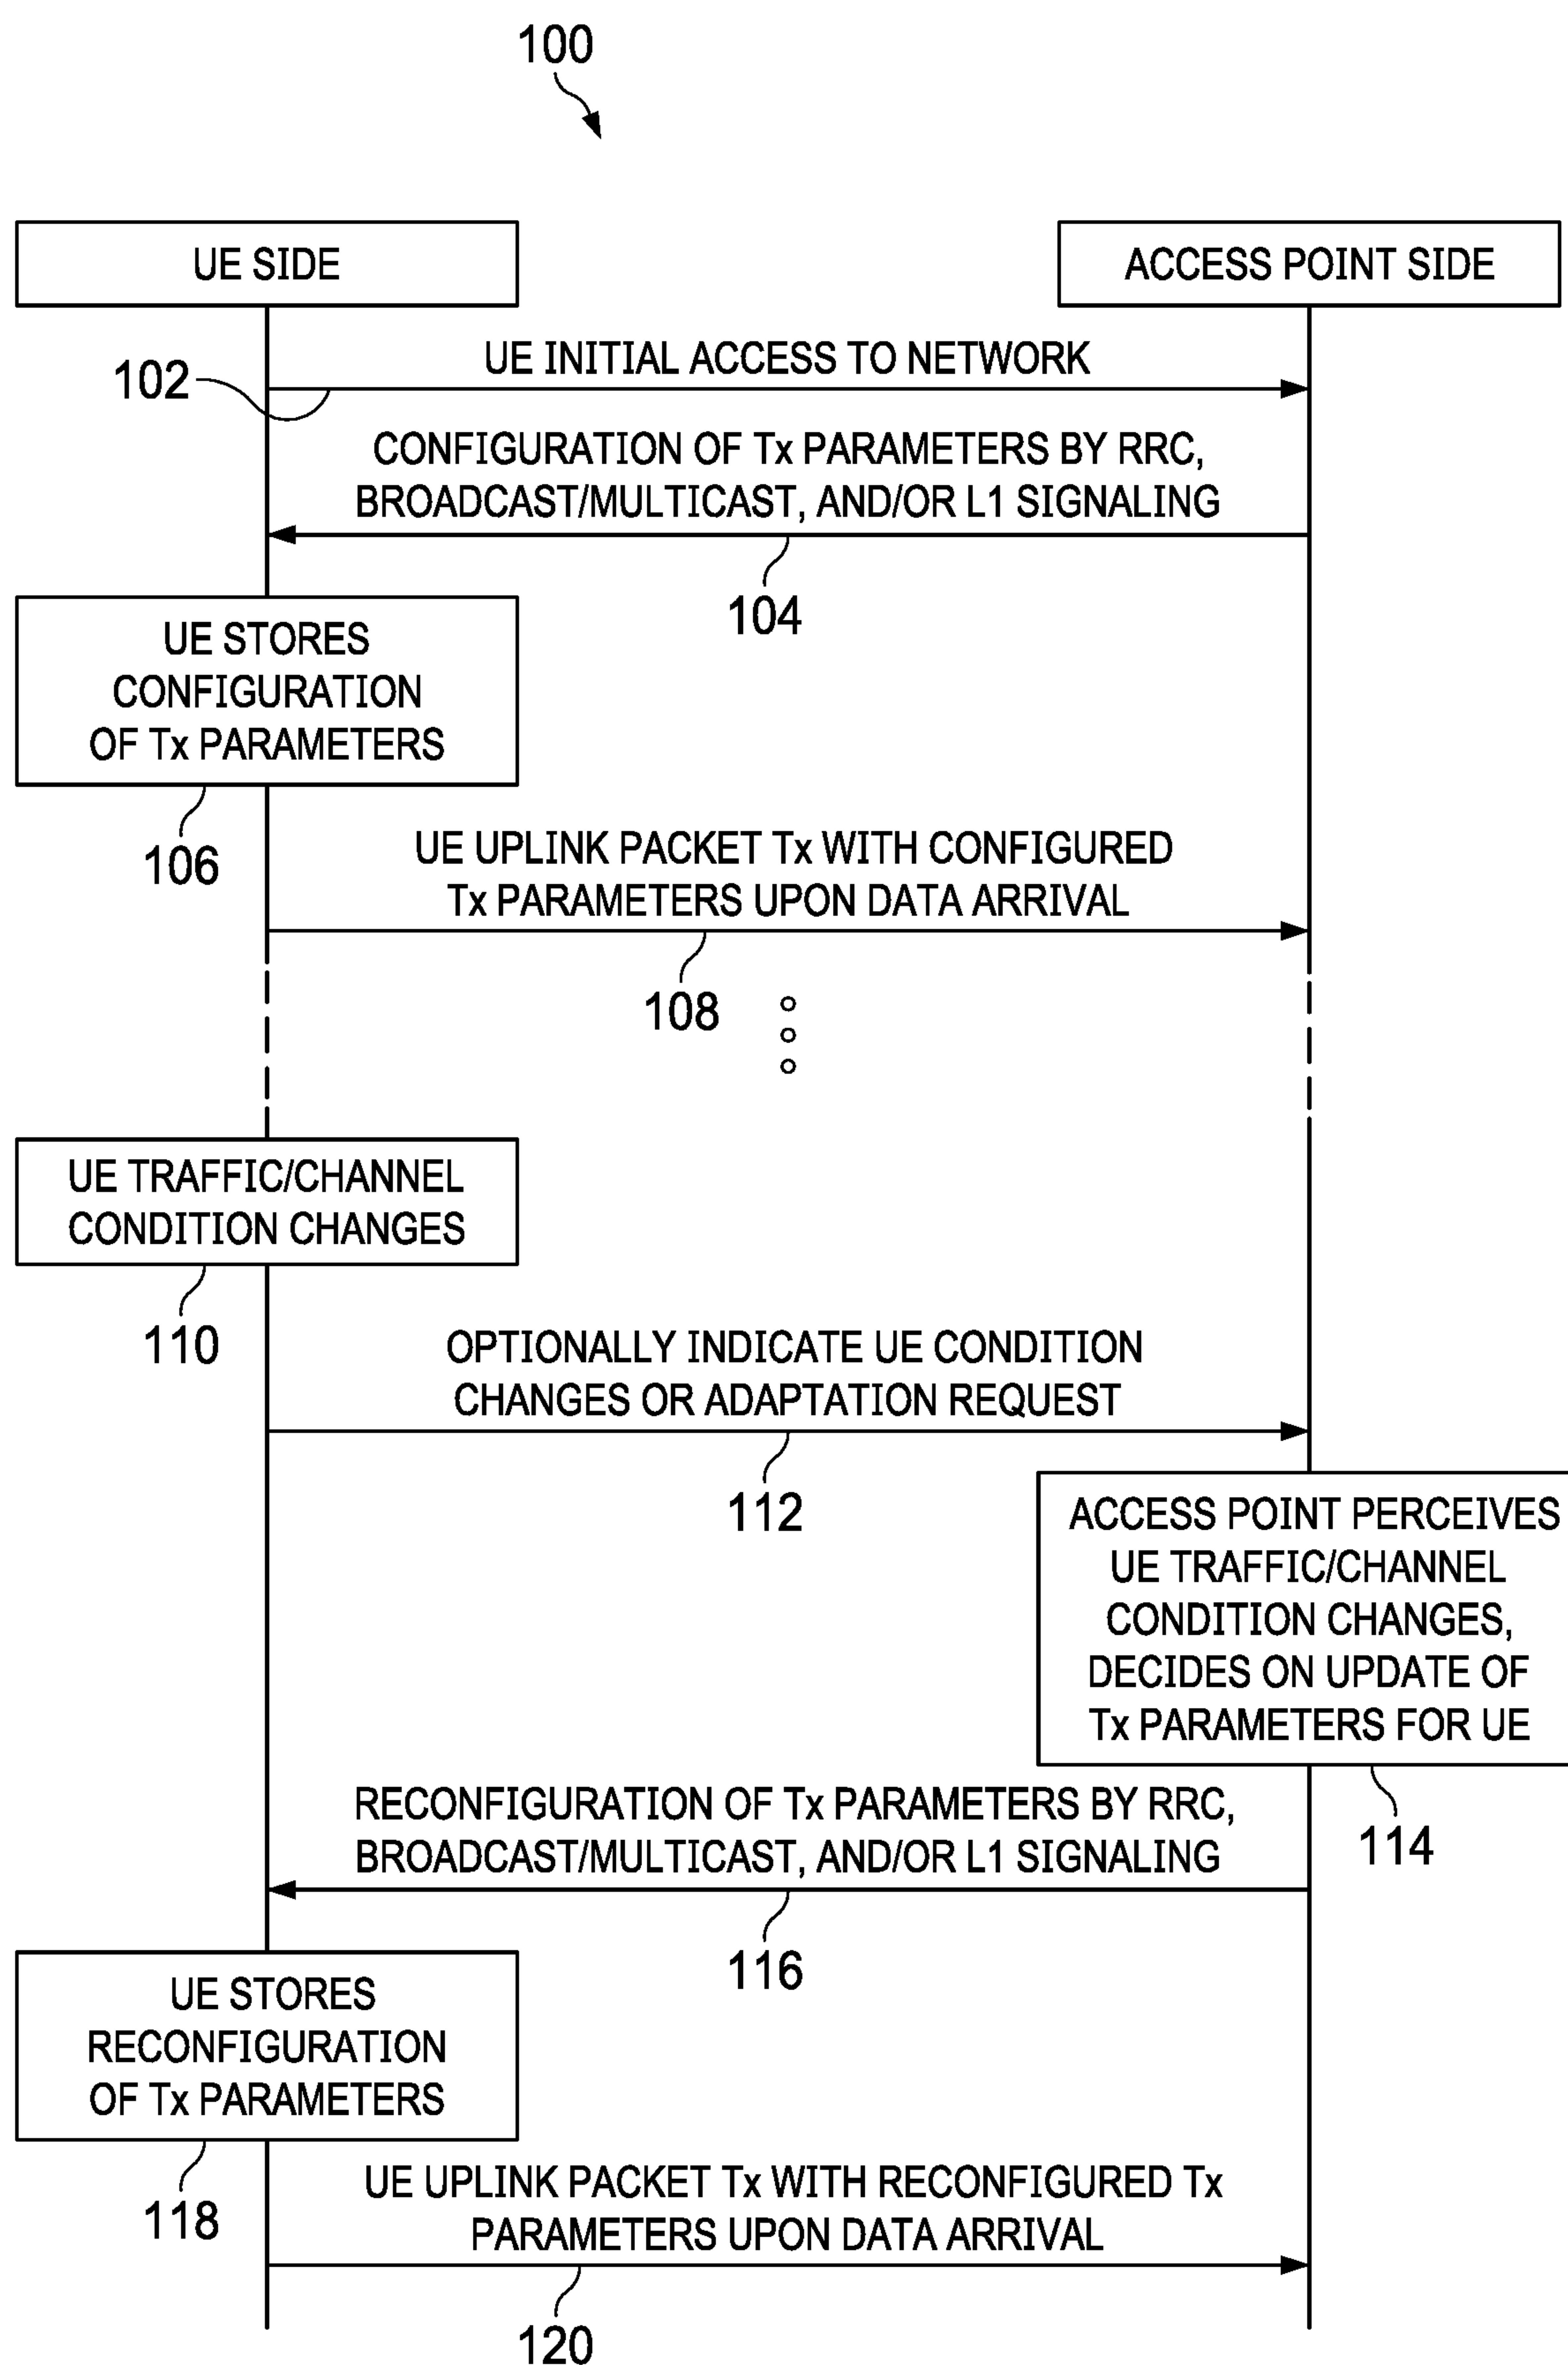 100
UE SIDE
ACCESS POINT SIDE
UE INITIAL ACCESS TO NETWORK
102
CONFIGURATION OF Tx PARAMETERS BY RRC,
BROADCAST/MULTICAST, AND/OR L1 SIGNALING
104
UE STORES
CONFIGURATION
OF Tx PARAMETERS
106
UE UPLINK PACKET Tx WITH CONFIGURED
Tx PARAMETERS UPON DATA ARRIVAL
108
UE TRAFFIC/CHANNEL
CONDITION CHANGES
110
OPTIONALLY INDICATE UE CONDITION
CHANGES OR ADAPTATION REQUEST
112
ACCESS POINT PERCEIVES
UE TRAFFIC/CHANNEL
CONDITION CHANGES,
DECIDES ON UPDATE OF
Tx PARAMETERS FOR UE
114
RECONFIGURATION OF Tx PARAMETERS BY RRC,
BROADCAST/MULTICAST, AND/OR L1 SIGNALING
116
UE STORES
RECONFIGURATION
OF Tx PARAMETERS
118
UE UPLINK PACKET Tx WITH RECONFIGURED Tx
PARAMETERS UPON DATA ARRIVAL
120